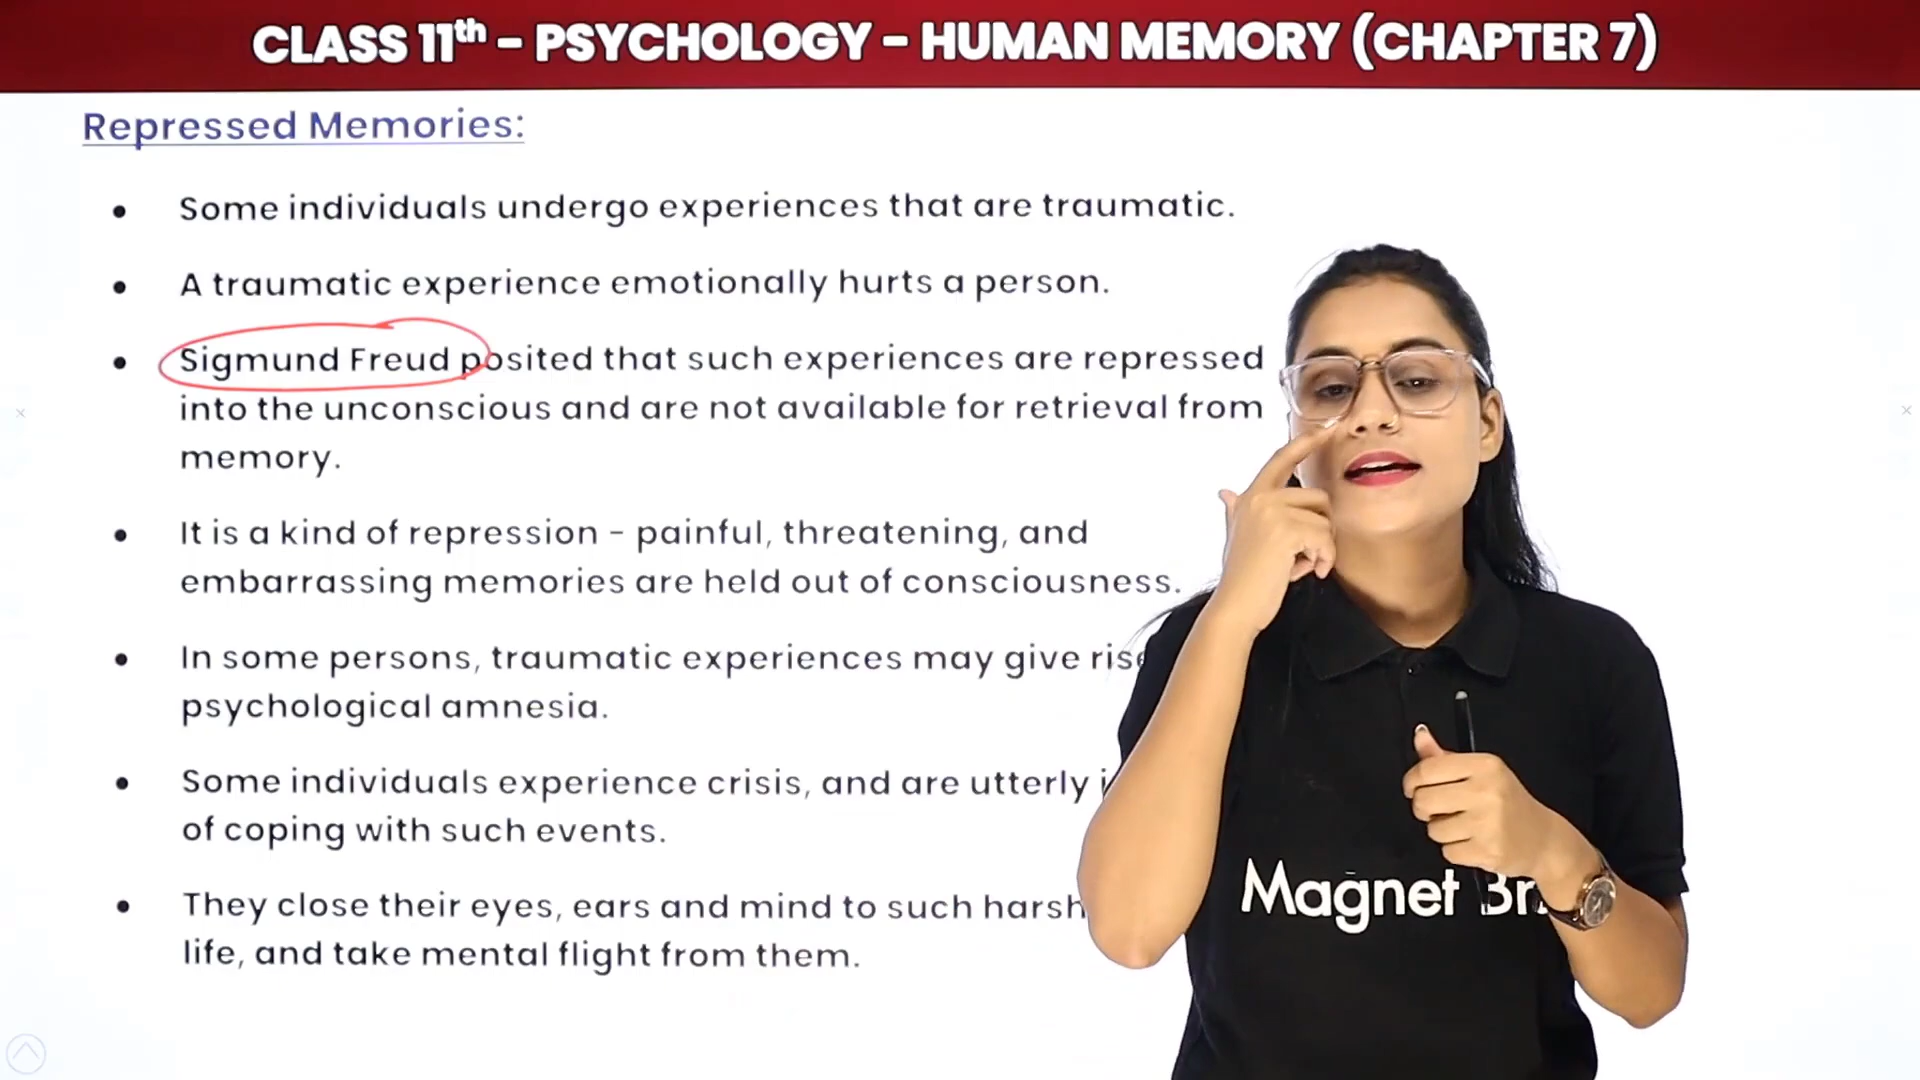 CLASS 11th – PSYCHOLOGY – HUMAN MEMORY (CHAPTER 7)
Repressed Memories:
• Some individuals undergo experiences that are traumatic.
• A traumatic experience emotionally hurts a person.
• Sigmund Freud posited that such experiences are repressed
into the unconscious and are not available for retrieval from
memory.
• It is a kind of repression – painful, threatening, and
embarrassing memories are held out of consciousness.
• In some persons, traumatic experiences may give rise
psychological amnesia.
• Some individuals experience crisis, and are utterly
of coping with such events.
• They close their eyes, ears and mind to such harsh
life, and take mental flight from them.
Magnet